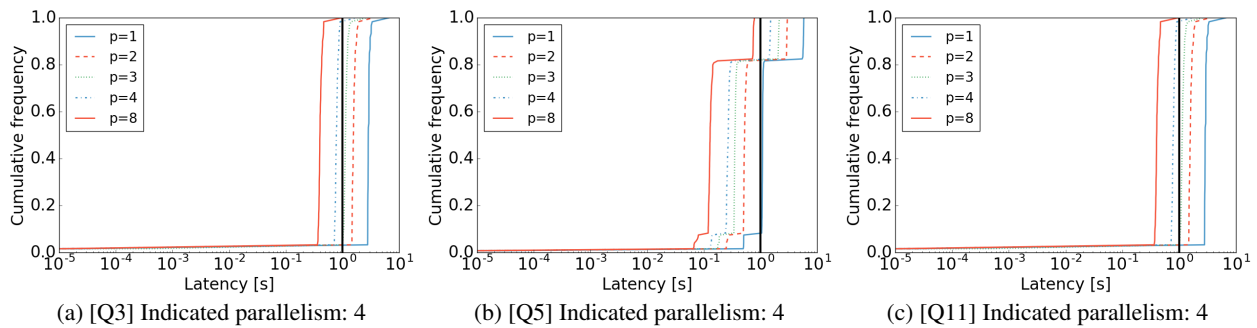 1.0
0.8
0.6
0.4
0.2
0.0
Cumulative frequency
p=1
p=2
p=3
p=4
p=8
10^-5 10^-4 10^-3 10^-2 10^-1 10^0 10^1
Latency [s]
(a) [Q3] Indicated parallelism: 4
1.0
0.8
0.6
0.4
0.2
0.0
Cumulative frequency
p=1
p=2
p=3
p=4
p=8
10^-5 10^-4 10^-3 10^-2 10^-1 10^0 10^1
Latency [s]
(b) [Q5] Indicated parallelism: 4
1.0
0.8
0.6
0.4
0.2
0.0
Cumulative frequency
p=1
p=2
p=3
p=4
p=8
10^-5 10^-4 10^-3 10^-2 10^-1 10^0 10^1
Latency [s]
(c) [Q11] Indicated parallelism: 4